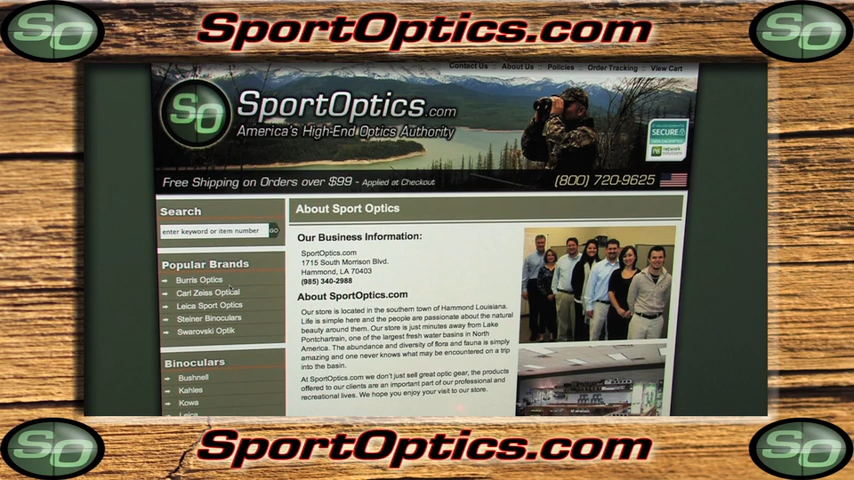 SO SportOptics.com SO
Contact Us :: About Us :: Policies :: Order Tracking :: View Cart
SO SportOptics.com
America's High-End Optics Authority
SECURE
Free Shipping on Orders over $99 - Applied at Checkout
(800) 720-9625
Search
enter keyword or item number GO
Popular Brands
Burris Optics
Carl Zeiss Optical
Leica Sport Optics
Steiner Binoculars
Swarovski Optik
Binoculars
Bushnell
Kahles
Kowa
Leica
About Sport Optics
Our Business Information:
SportOptics.com
1715 South Morrison Blvd.
Hammond, LA 70403
(985) 340-2988
About SportOptics.com
Our store is located in the southern town of Hammond Louisiana.
Life is simple here and the people are passionate about the natural
beauty around them. Our store is just minutes away from Lake
Pontchartrain, one of the largest fresh water basins in North
America. The abundance and diversity of flora and fauna is simply
amazing and one never knows what may be encountered on a trip
into the basin.
At SportOptics.com we don't just sell great optic gear, the products
offered to our clients are an important part of our professional and
recreational lives. We hope you enjoy your visit to our store.
SO SportOptics.com SO